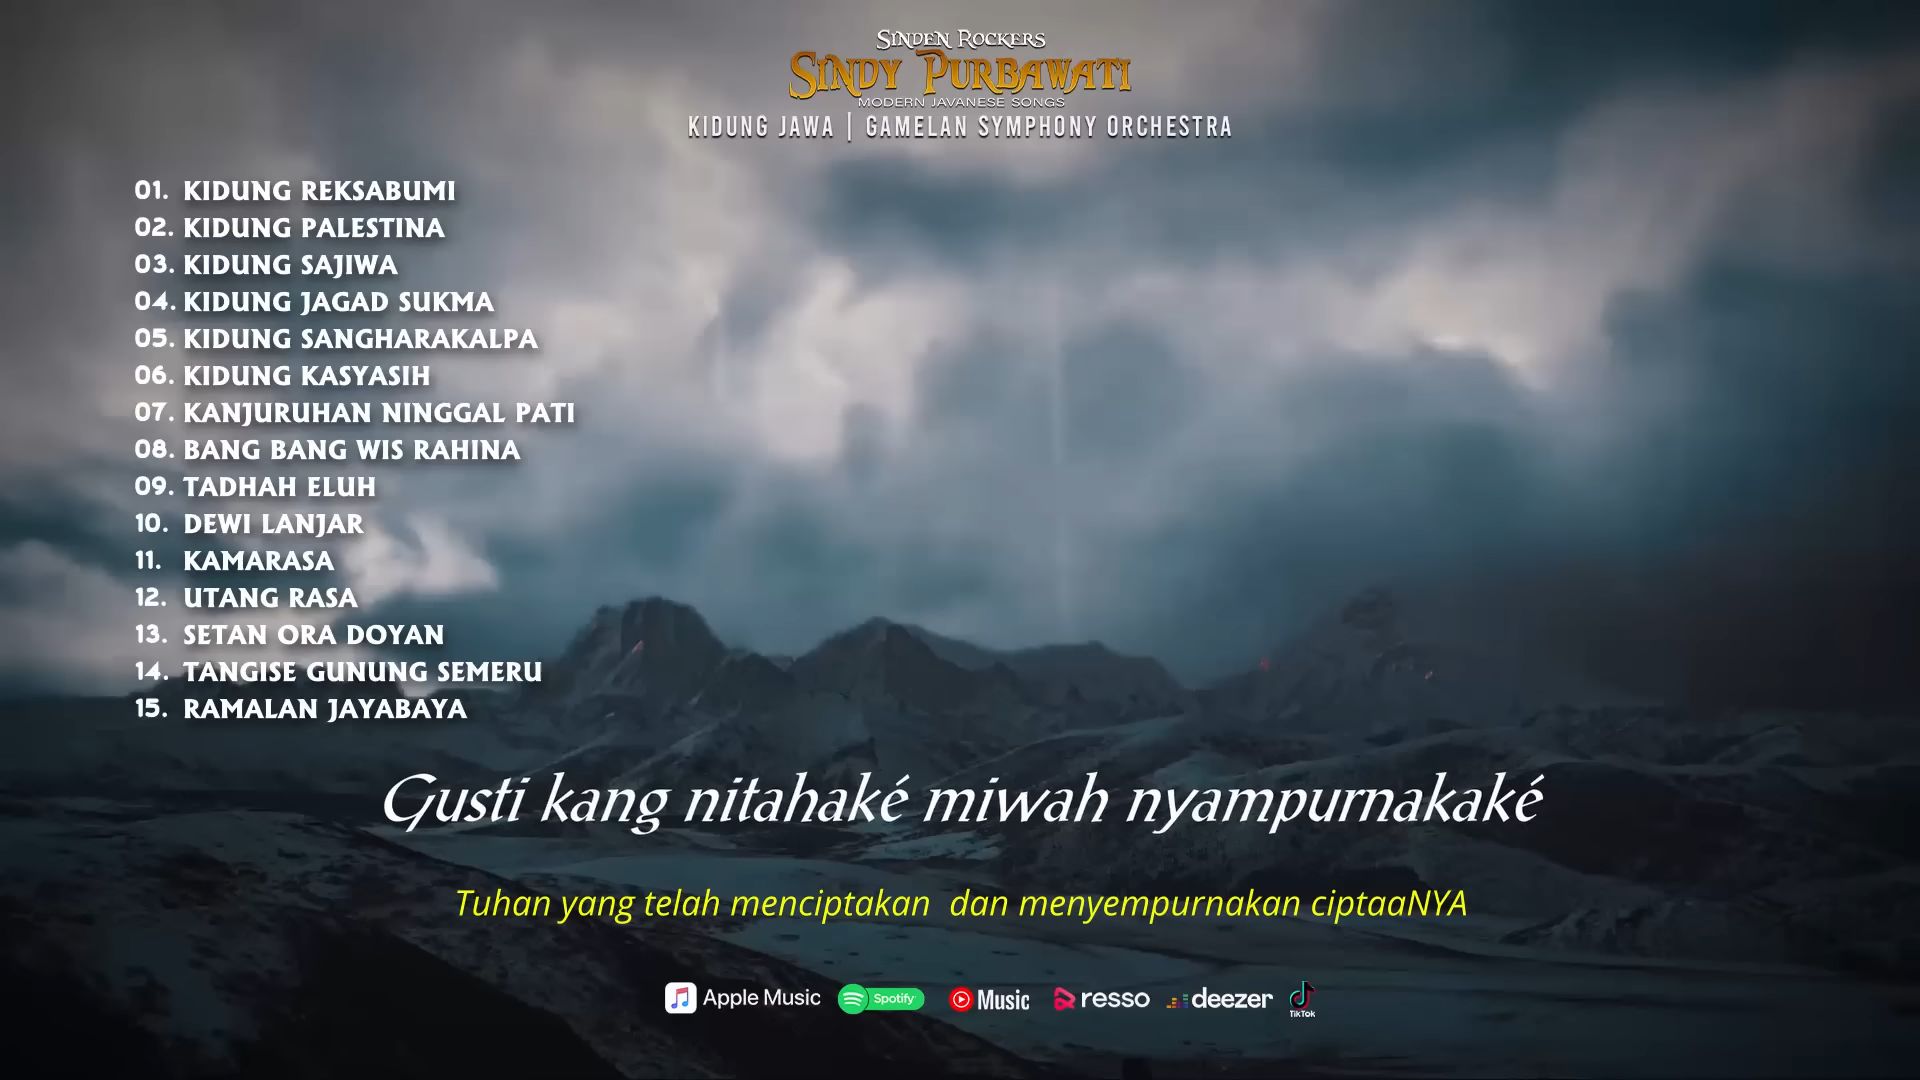 SINDEN ROCKERS
SINDY PURBAWATI
MODERN JAVANESE SONGS
KIDUNG JAWA | GAMELAN SYMPHONY ORCHESTRA
01. KIDUNG REKSABUMI
02. KIDUNG PALESTINA
03. KIDUNG SAJIWA
04. KIDUNG JAGAD SUKMA
05. KIDUNG SANGHARAKALPA
06. KIDUNG KASYASIH
07. KANJURUHAN NINGGAL PATI
08. BANG BANG WIS RAHINA
09. TADHAH ELUH
10. DEWI LANJAR
11. KAMARASA
12. UTANG RASA
13. SETAN ORA DOYAN
14. TANGISE GUNUNG SEMERU
15. RAMALAN JAYABAYA
Gusti kang nitahaké miwah nyampurnakaké
Tuhan yang telah menciptakan dan menyempurnakan ciptaaNYA
Apple Music Spotify Music resso deezer TikTok